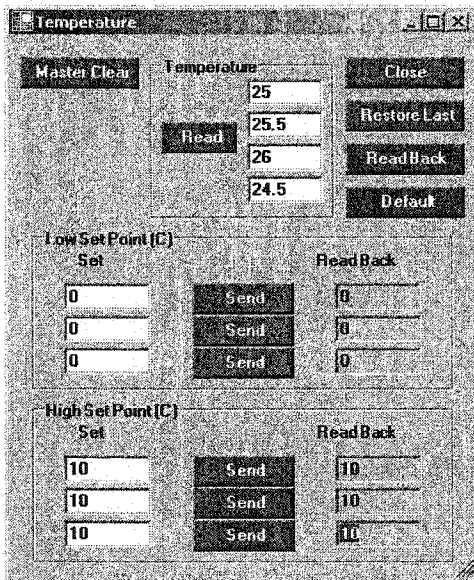 Temperature
Master Clear
Temperature
Read
25
25.5
26
24.5
Close
Restore Last
Read Back
Default
Low Set Point (C)
Set Read Back
0 Send 0
0 Send 0
0 Send 0
High Set Point (C)
Set Read Back
10 Send 10
10 Send 10
10 Send 10